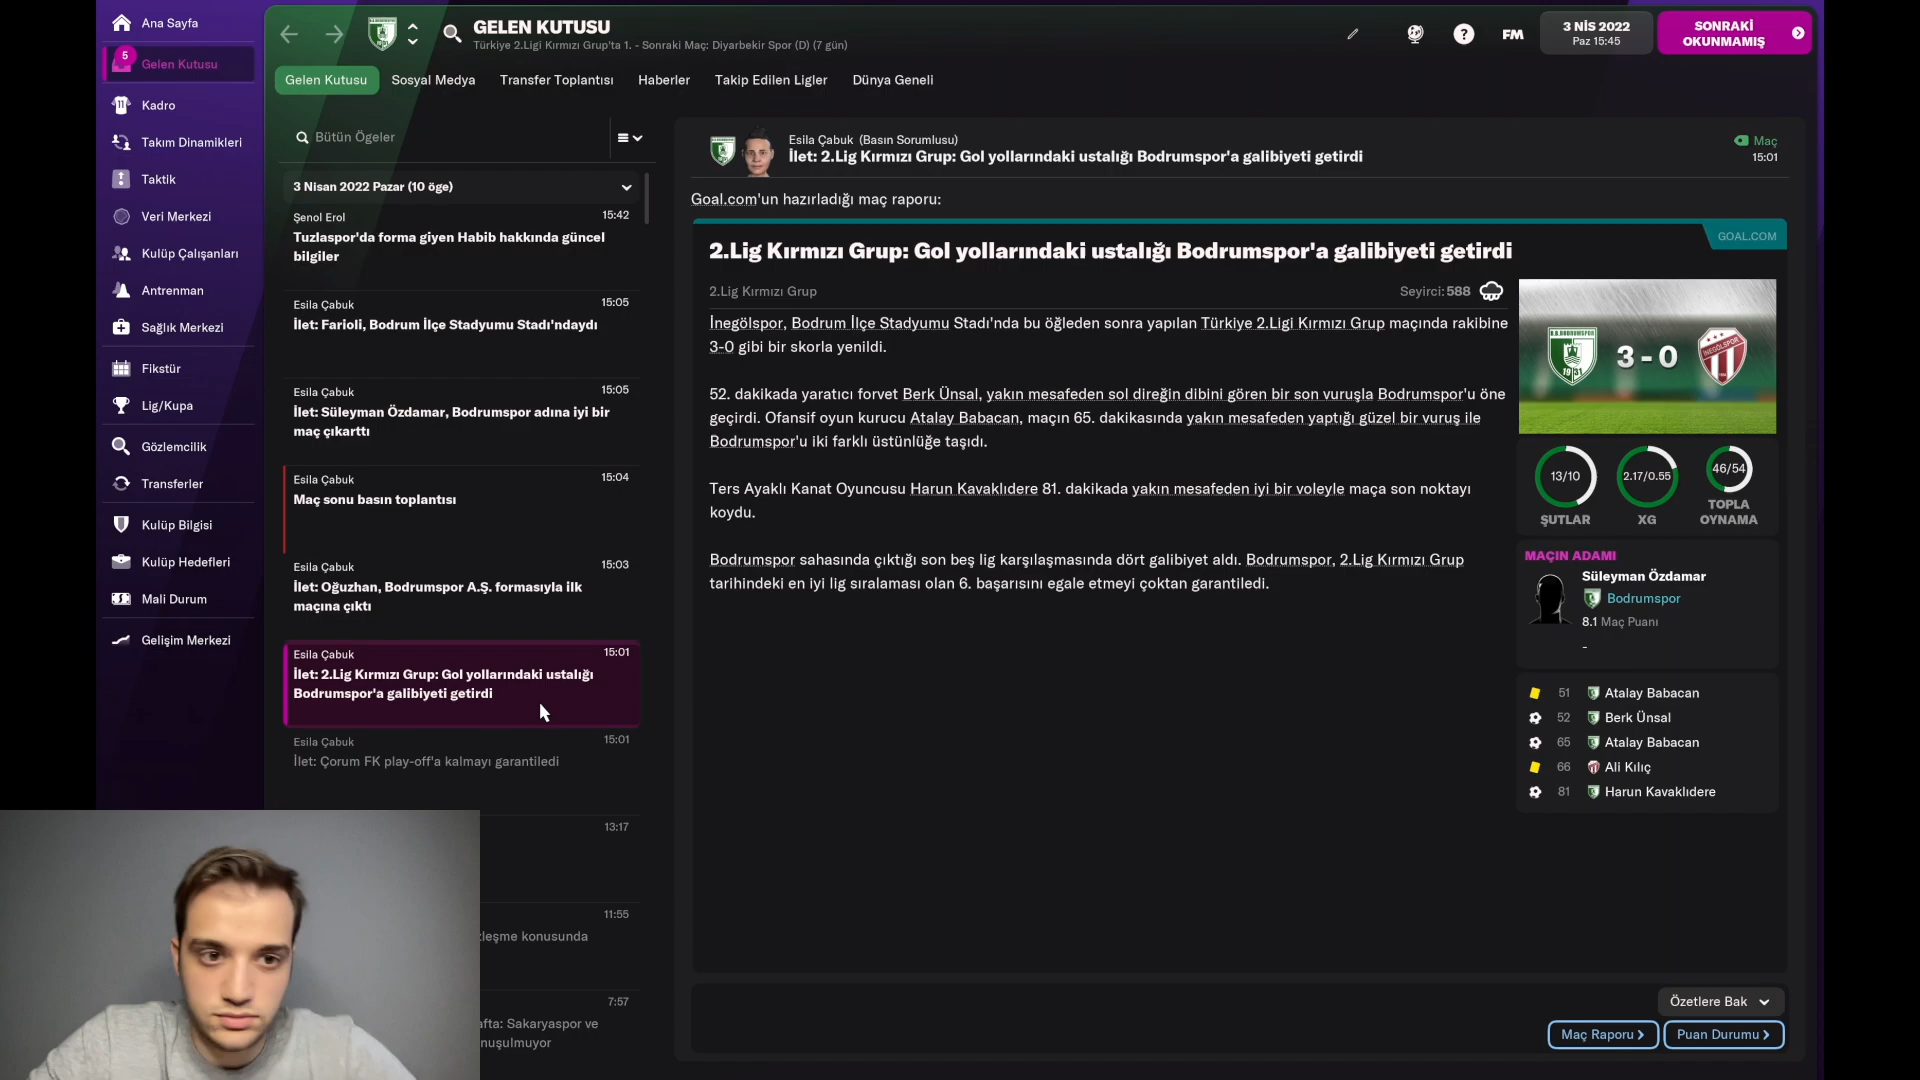 Ana Sayfa
5
Gelen Kutusu
Kadro
Takım Dinamikleri
Taktik
Veri Merkezi
Kulüp Çalışanları
Antrenman
Sağlık Merkezi
Fikstür
Lig/Kupa
Gözlemcilik
Transferler
Kulüp Bilgisi
Kulüp Hedefleri
Mali Durum
Gelişim Merkezi
GELEN KUTUSU
Türkiye 2.Ligi Kırmızı Grup'ta 1. - Sonraki Maç: Diyarbekir Spor (D) (7 gün)
FM
3 NİS 2022
Paz 15:45
SONRAKİ
OKUNMAMIŞ
Gelen Kutusu
Sosyal Medya
Transfer Toplantısı
Haberler
Takip Edilen Ligler
Dünya Geneli
Bütün Ögeler
3 Nisan 2022 Pazar (10 öge)
Şenol Erol
15:42
Tuzlaspor'da forma giyen Habib hakkında güncel
bilgiler
Esila Çabuk
15:05
İlet: Farioli, Bodrum İlçe Stadyumu Stadı'ndaydı
Esila Çabuk
15:05
İlet: Süleyman Özdamar, Bodrumspor adına iyi bir
maç çıkarttı
Esila Çabuk
15:04
Maç sonu basın toplantısı
Esila Çabuk
15:03
İlet: Oğuzhan, Bodrumspor A.Ş. formasıyla ilk
maçına çıktı
Esila Çabuk
15:01
İlet: 2.Lig Kırmızı Grup: Gol yollarındaki ustalığı
Bodrumspor'a galibiyeti getirdi
Esila Çabuk
15:01
İlet: Çorum FK play-off'a kalmayı garantiledi
13:17
11:55
zleşme konusunda
7:57
afta: Sakaryaspor ve
nuşulmuyor
Esila Çabuk (Basın Sorumlusu)
İlet: 2.Lig Kırmızı Grup: Gol yollarındaki ustalığı Bodrumspor'a galibiyeti getirdi
Maç
15:01
Goal.com'un hazırladığı maç raporu:
2.Lig Kırmızı Grup: Gol yollarındaki ustalığı Bodrumspor'a galibiyeti getirdi
GOAL.COM
2.Lig Kırmızı Grup
Seyirci: 588
İnegölspor, Bodrum İlçe Stadyumu Stadı'nda bu öğleden sonra yapılan Türkiye 2.Ligi Kırmızı Grup maçında rakibine
3-0 gibi bir skorla yenildi.
52. dakikada yaratıcı forvet Berk Ünsal, yakın mesafeden sol direğin dibini gören bir son vuruşla Bodrumspor'u öne
geçirdi. Ofansif oyun kurucu Atalay Babacan, maçın 65. dakikasında yakın mesafeden yaptığı güzel bir vuruş ile
Bodrumspor'u iki farklı üstünlüğe taşıdı.
Ters Ayaklı Kanat Oyuncusu Harun Kavaklıdere 81. dakikada yakın mesafeden iyi bir voleyle maça son noktayı
koydu.
Bodrumspor sahasında çıktığı son beş lig karşılaşmasında dört galibiyet aldı. Bodrumspor, 2.Lig Kırmızı Grup
tarihindeki en iyi lig sıralaması olan 6. başarısını egale etmeyi çoktan garantiledi.
3 - 0
13/10
2.17/0.55
46/54
ŞUTLAR
XG
TOPLA
OYNAMA
MAÇIN ADAMI
Süleyman Özdamar
Bodrumspor
8.1 Maç Puanı
-
51 Atalay Babacan
52 Berk Ünsal
65 Atalay Babacan
66 Ali Kılıç
81 Harun Kavaklıdere
Özetlere Bak
Maç Raporu
Puan Durumu